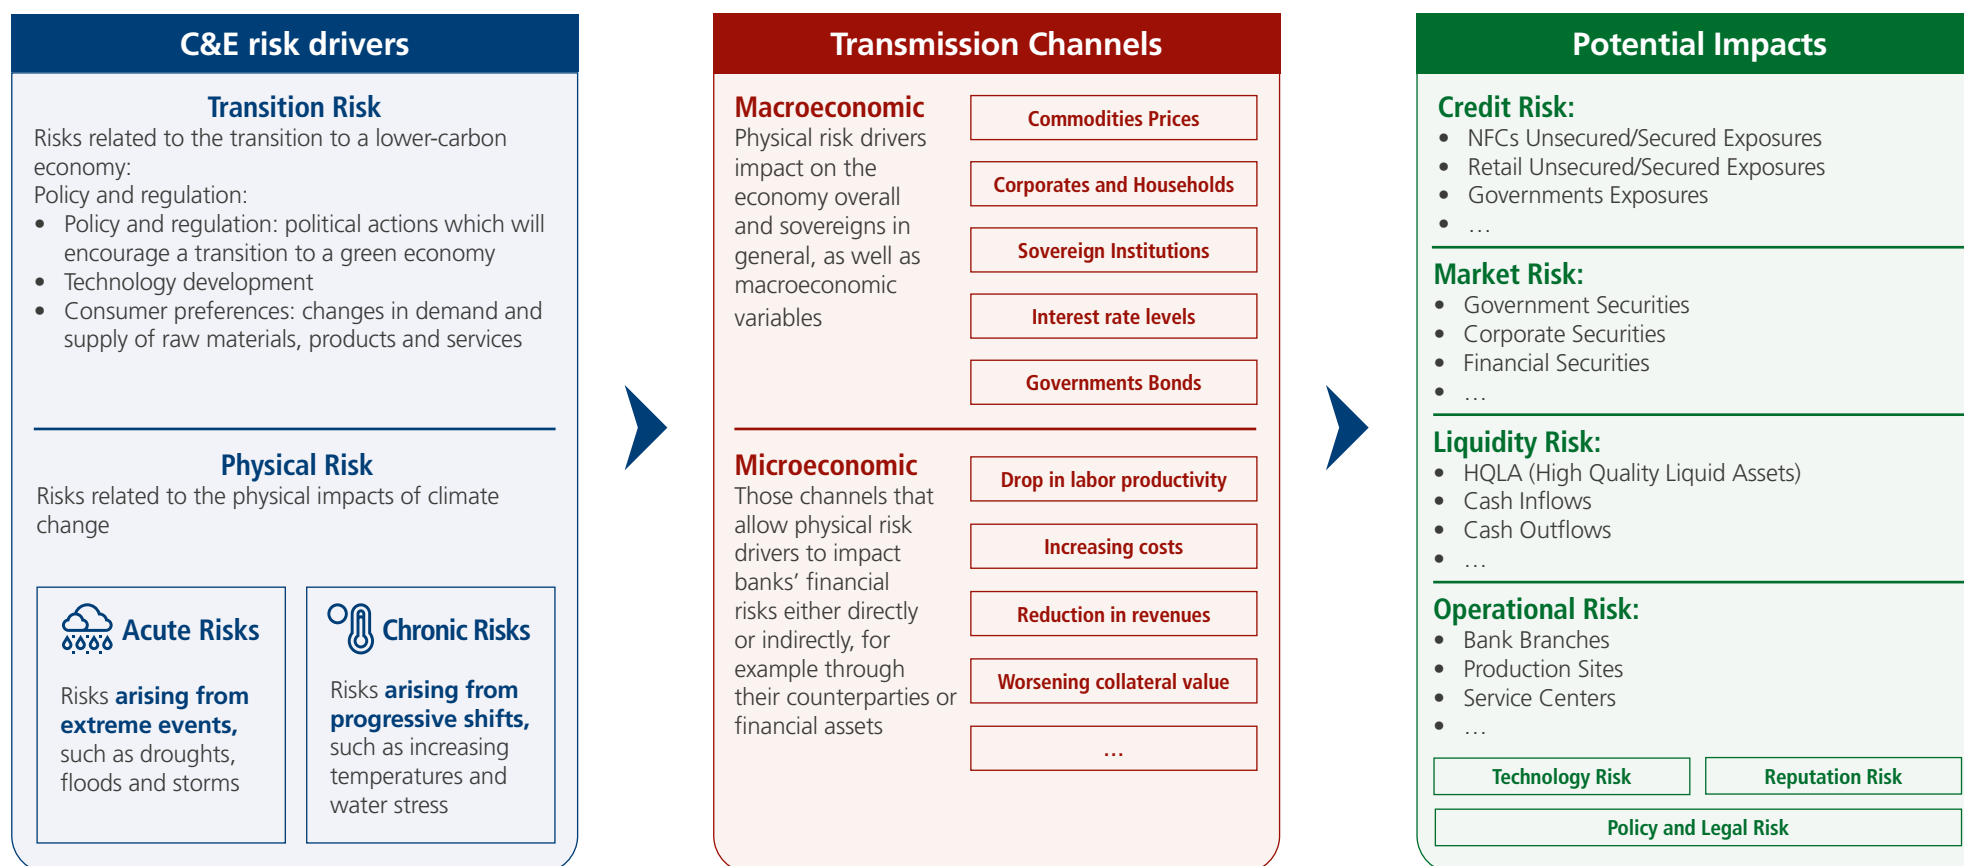 C&E risk drivers
Transition Risk
Risks related to the transition to a lower-carbon
economy:
Policy and regulation:
• Policy and regulation: political actions which will
encourage a transition to a green economy
• Technology development
• Consumer preferences: changes in demand and
supply of raw materials, products and services
Physical Risk
Risks related to the physical impacts of climate
change
Acute Risks
Risks arising from
extreme events,
such as droughts,
floods and storms
Chronic Risks
Risks arising from
progressive shifts,
such as increasing
temperatures and
water stress
Transmission Channels
Macroeconomic
Physical risk drivers
impact on the
economy overall
and sovereigns in
general, as well as
macroeconomic
variables
Commodities Prices
Corporates and Households
Sovereign Institutions
Interest rate levels
Governments Bonds
Microeconomic
Those channels that
allow physical risk
drivers to impact
banks’ financial
risks either directly
or indirectly, for
example through
their counterparties or
financial assets
Drop in labor productivity
Increasing costs
Reduction in revenues
Worsening collateral value
…
Potential Impacts
Credit Risk:
• NFCs Unsecured/Secured Exposures
• Retail Unsecured/Secured Exposures
• Governments Exposures
• …
Market Risk:
• Government Securities
• Corporate Securities
• Financial Securities
• …
Liquidity Risk:
• HQLA (High Quality Liquid Assets)
• Cash Inflows
• Cash Outflows
• …
Operational Risk:
• Bank Branches
• Production Sites
• Service Centers
• …
Technology Risk
Reputation Risk
Policy and Legal Risk